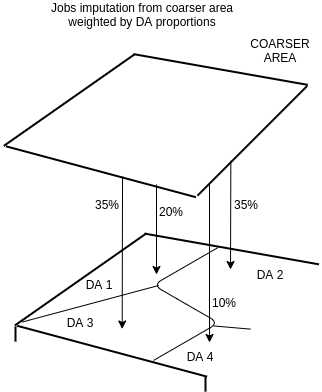 Jobs imputation from coarser area
weighted by DA proportions
COARSER
AREA
35%
20%
35%
DA 1
DA 2
10%
DA 3
DA 4